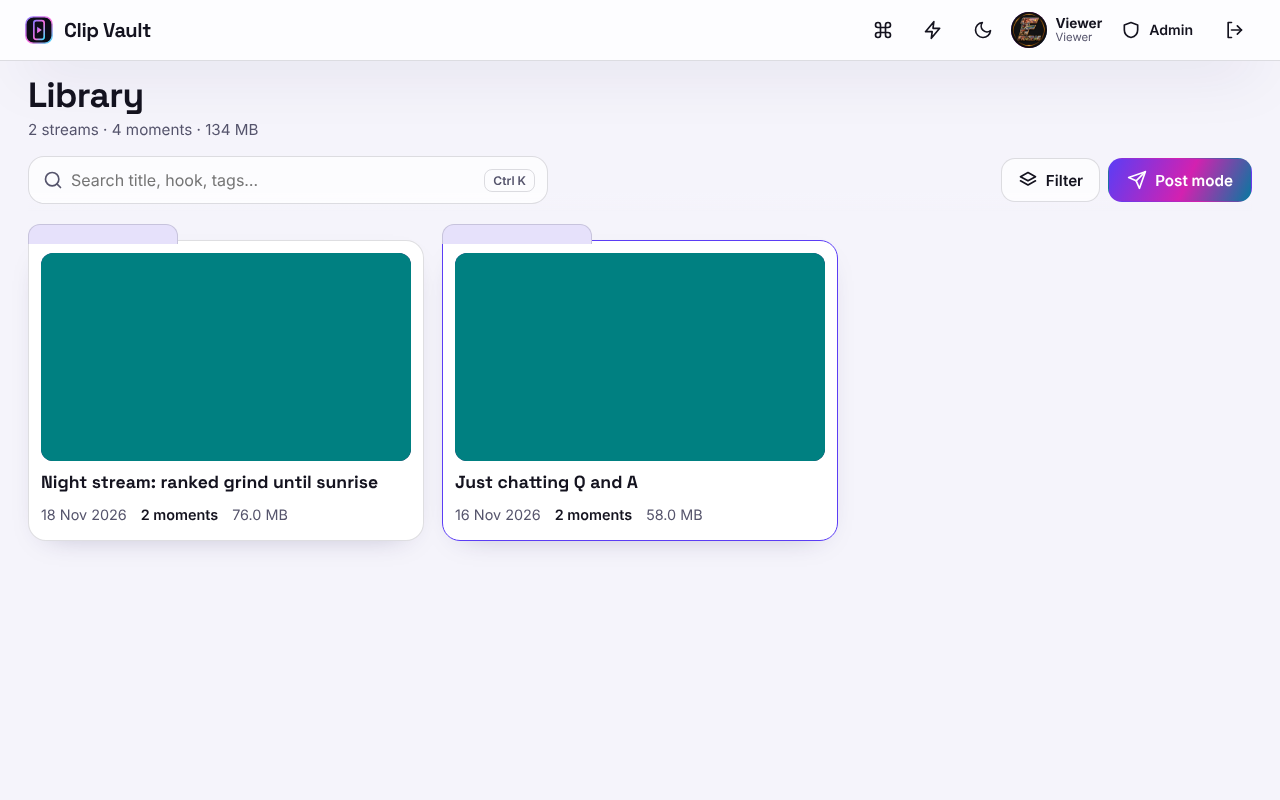 Clip Vault
Viewer
Viewer
Admin
Library
2 streams · 4 moments · 134 MB
Search title, hook, tags...
Ctrl K
Filter
Post mode
Night stream: ranked grind until sunrise
18 Nov 2026 2 moments 76.0 MB
Just chatting Q and A
16 Nov 2026 2 moments 58.0 MB